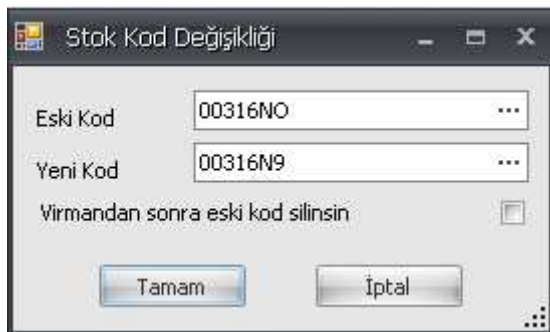 Stok Kod Değişikliği
Eski Kod 00316NO ...
Yeni Kod 00316N9 ...
Virmandan sonra eski kod silinsin
Tamam İptal